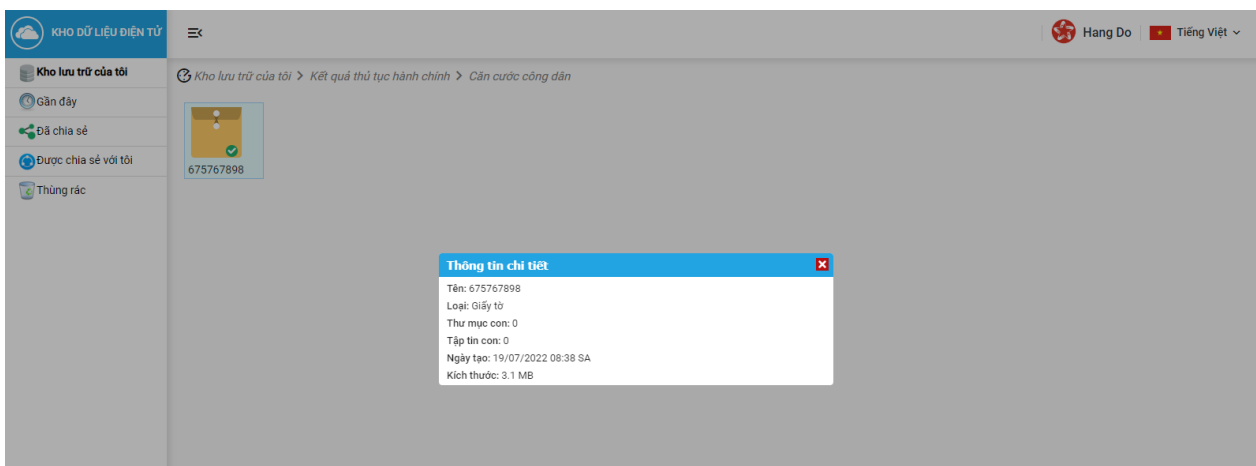 KHO DỮ LIỆU ĐIỆN TỬ
Hang Do
Tiếng Việt
Kho lưu trữ của tôi
Gần đây
Đã chia sẻ
Được chia sẻ với tôi
Thùng rác
Kho lưu trữ của tôi > Kết quả thủ tục hành chính > Căn cước công dân
675767898
Thông tin chi tiết
Tên: 675767898
Loại: Giấy tờ
Thư mục con: 0
Tập tin con: 0
Ngày tạo: 19/07/2022 08:38 SA
Kích thước: 3.1 MB